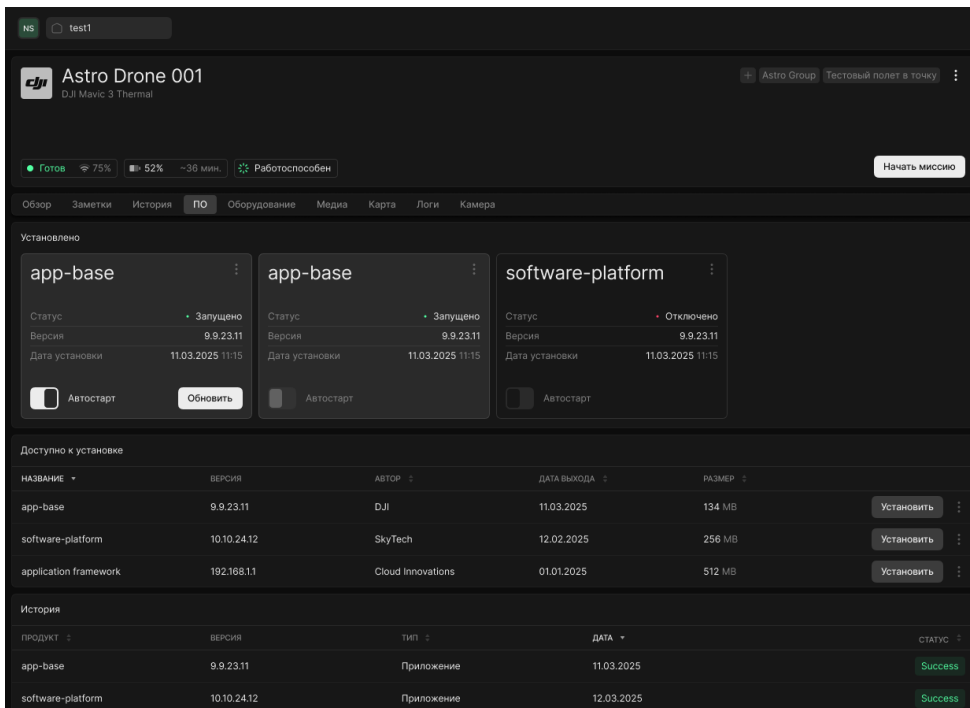 NS test1
dji Astro Drone 001
DJI Mavic 3 Thermal
+ Astro Group Тестовый полет в точку
Готов 75% 52% ~36 мин. Работоспособен Начать миссию
Обзор Заметки История ПО Оборудование Медиа Карта Логи Камера
Установлено
app-base
Статус Запущено
Версия 9.9.23.11
Дата установки 11.03.2025 11:15
Автостарт Обновить
app-base
Статус Запущено
Версия 9.9.23.11
Дата установки 11.03.2025 11:15
Автостарт
software-platform
Статус Отключено
Версия 9.9.23.11
Дата установки 11.03.2025 11:15
Автостарт
Доступно к установке
НАЗВАНИЕ ВЕРСИЯ АВТОР ДАТА ВЫХОДА РАЗМЕР
app-base 9.9.23.11 DJI 11.03.2025 134 MB Установить
software-platform 10.10.24.12 SkyTech 12.02.2025 256 MB Установить
application framework 192.168.1.1 Cloud Innovations 01.01.2025 512 MB Установить
История
ПРОДУКТ ВЕРСИЯ ТИП ДАТА СТАТУС
app-base 9.9.23.11 Приложение 11.03.2025 Success
software-platform 10.10.24.12 Приложение 12.03.2025 Success